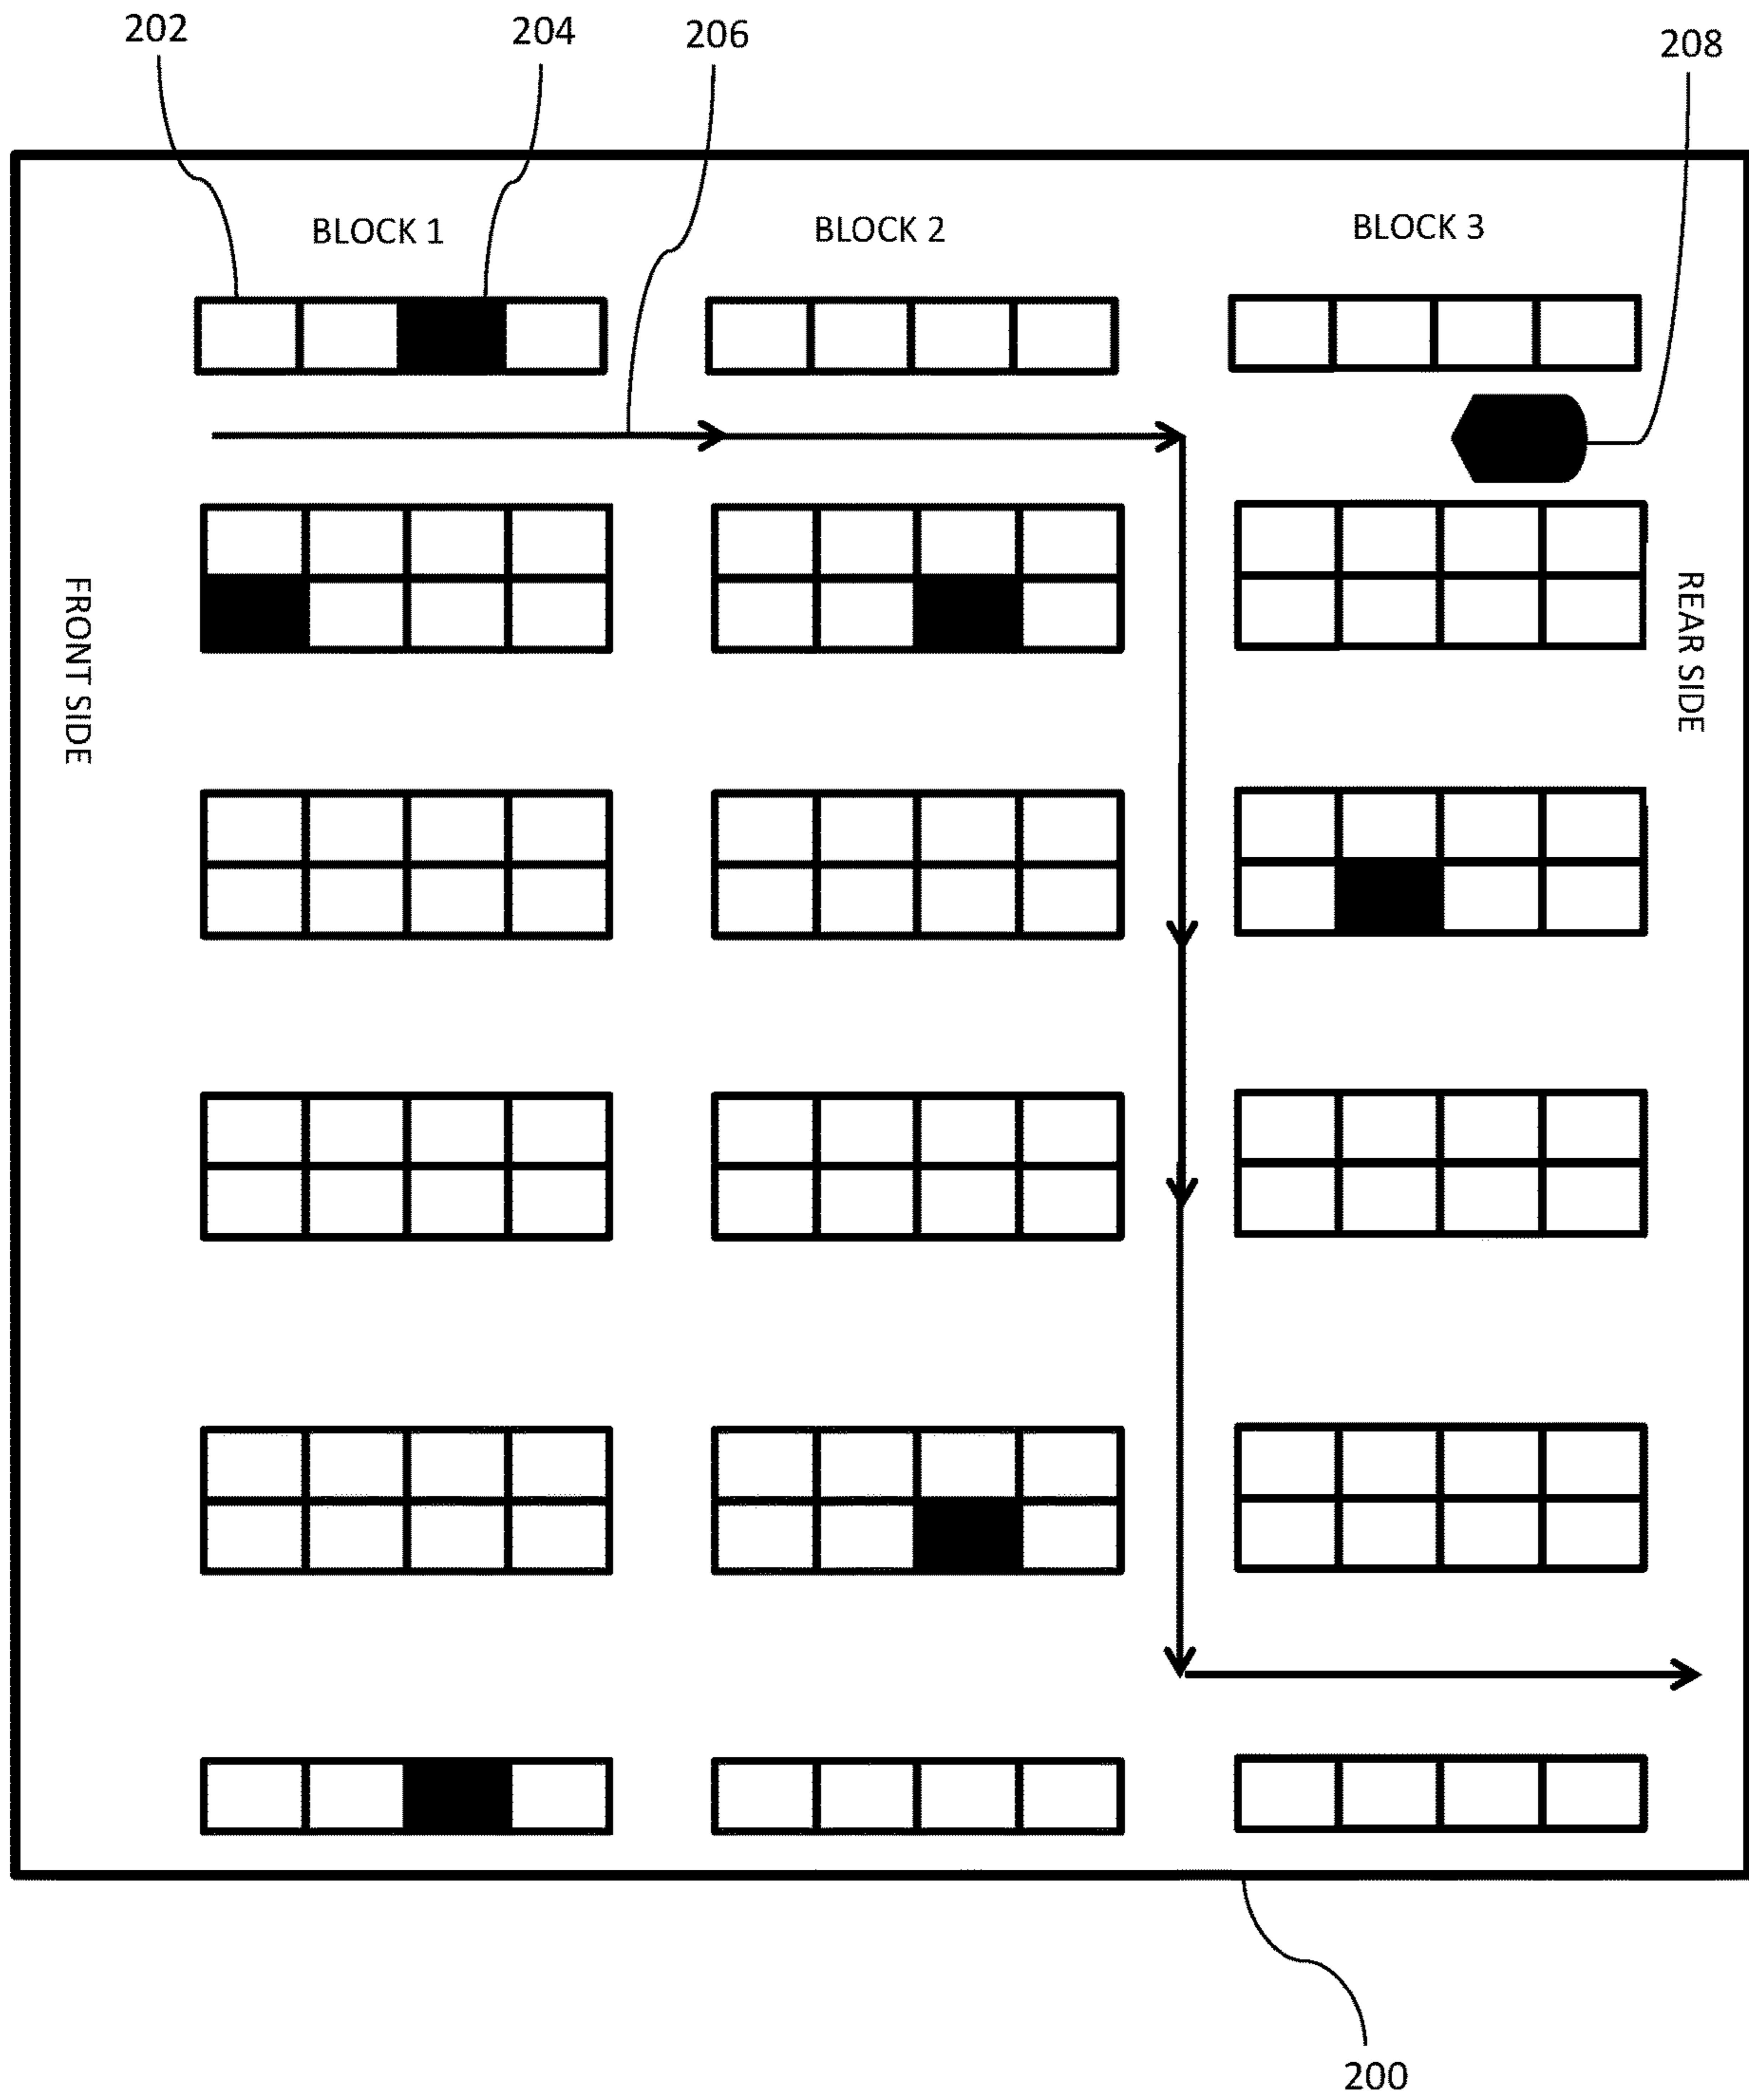 202
204
206
208
BLOCK 1
BLOCK 2
BLOCK 3
FRONT SIDE
REAR SIDE
200